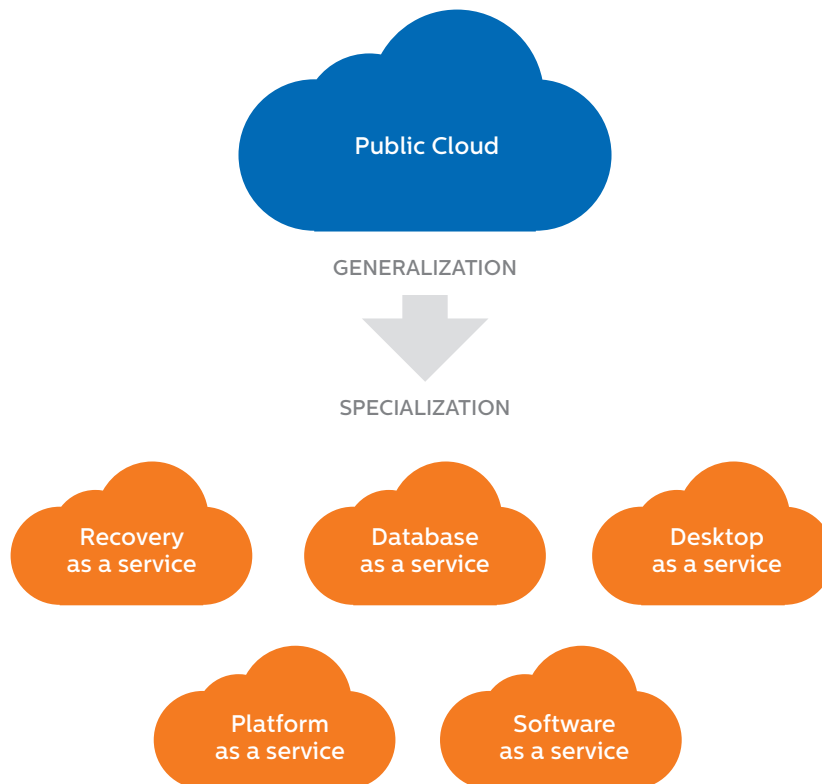 Public Cloud
GENERALIZATION
SPECIALIZATION
Recovery
as a service
Database
as a service
Desktop
as a service
Platform
as a service
Software
as a service